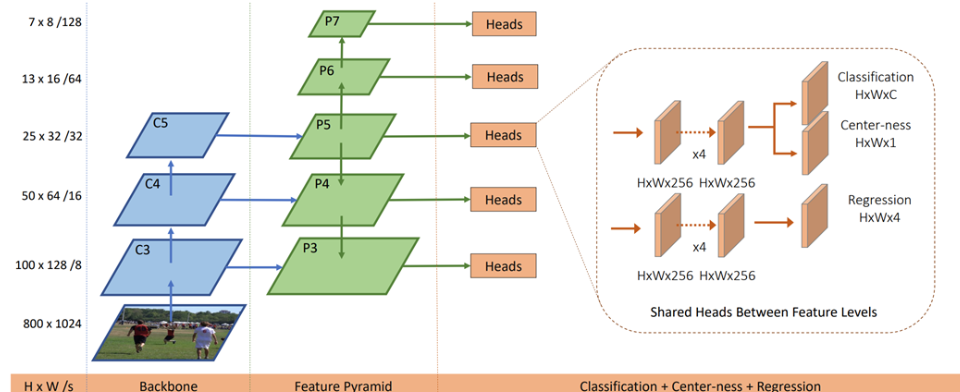 7 x 8 /128
P7
Heads
13 x 16 /64
P6
Heads
25 x 32 /32
C5
P5
Heads
50 x 64 /16
C4
P4
Heads
100 x 128 /8
C3
P3
Heads
800 x 1024
Classification
HxWxC
Center-ness
HxWx1
x4
HxWx256 HxWx256
Regression
HxWx4
x4
HxWx256 HxWx256
Shared Heads Between Feature Levels
H x W /s Backbone Feature Pyramid Classification + Center-ness + Regression